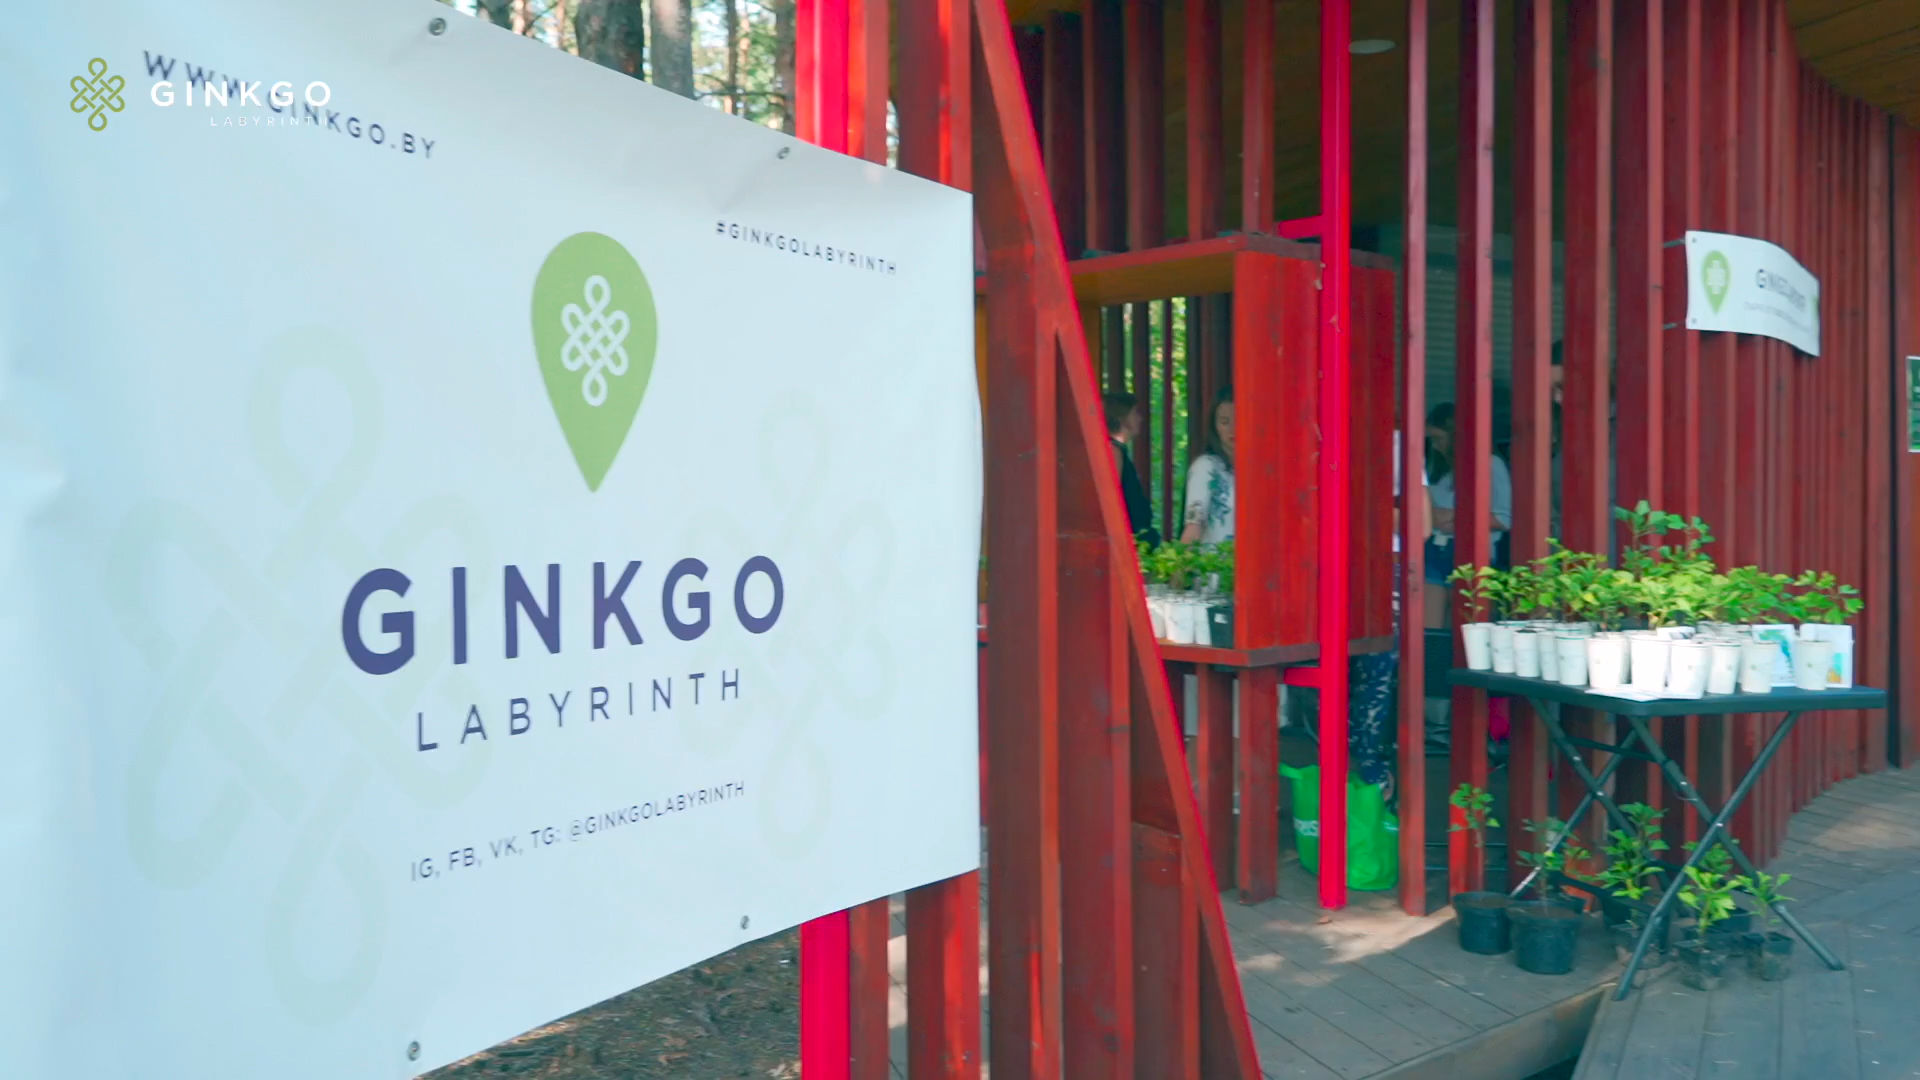 GINKGO
LABYRINTH
WWW.GINKGO.BY
#GINKGOLABYRINTH
GINKGO
LABYRINTH
IG, FB, VK, TG: @GINKGOLABYRINTH